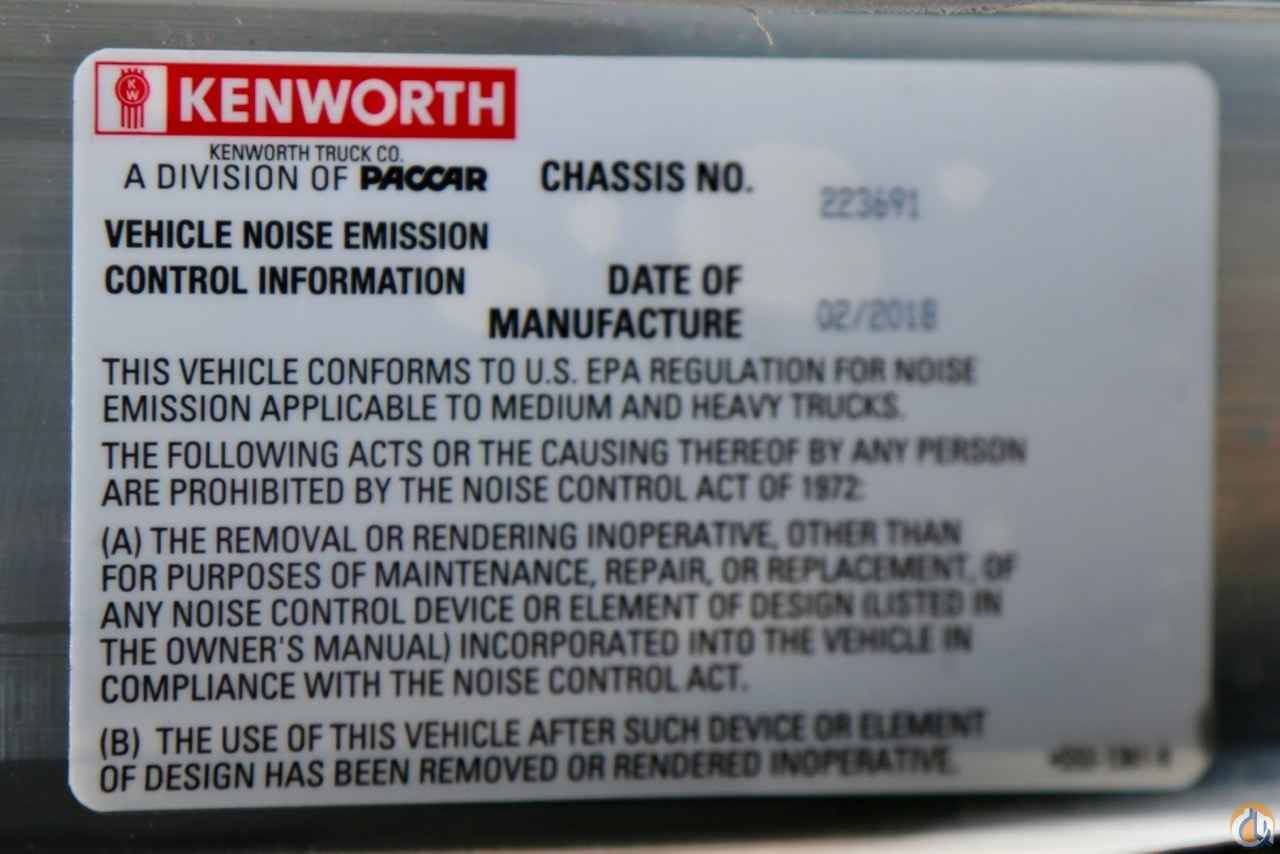 KW
KENWORTH
KENWORTH TRUCK CO.
A DIVISION OF PACCAR
CHASSIS NO. 223691
VEHICLE NOISE EMISSION
CONTROL INFORMATION
DATE OF
MANUFACTURE 02/2018
THIS VEHICLE CONFORMS TO U.S. EPA REGULATION FOR NOISE
EMISSION APPLICABLE TO MEDIUM AND HEAVY TRUCKS.
THE FOLLOWING ACTS OR THE CAUSING THEREOF BY ANY PERSON
ARE PROHIBITED BY THE NOISE CONTROL ACT OF 1972:
(A) THE REMOVAL OR RENDERING INOPERATIVE, OTHER THAN
FOR PURPOSES OF MAINTENANCE, REPAIR, OR REPLACEMENT, OF
ANY NOISE CONTROL DEVICE OR ELEMENT OF DESIGN (LISTED IN
THE OWNER'S MANUAL) INCORPORATED INTO THE VEHICLE IN
COMPLIANCE WITH THE NOISE CONTROL ACT.
(B) THE USE OF THIS VEHICLE AFTER SUCH DEVICE OR ELEMENT
OF DESIGN HAS BEEN REMOVED OR RENDERED INOPERATIVE.